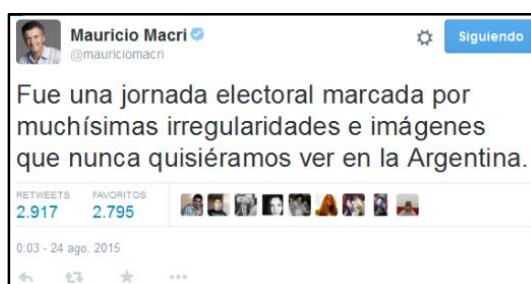 Mauricio Macri
@mauriciomacri
Siguiendo
Fue una jornada electoral marcada por
muchísimas irregularidades e imágenes
que nunca quisiéramos ver en la Argentina.
RETWEETS FAVORITOS
2.917 2.795
0:03 - 24 ago. 2015